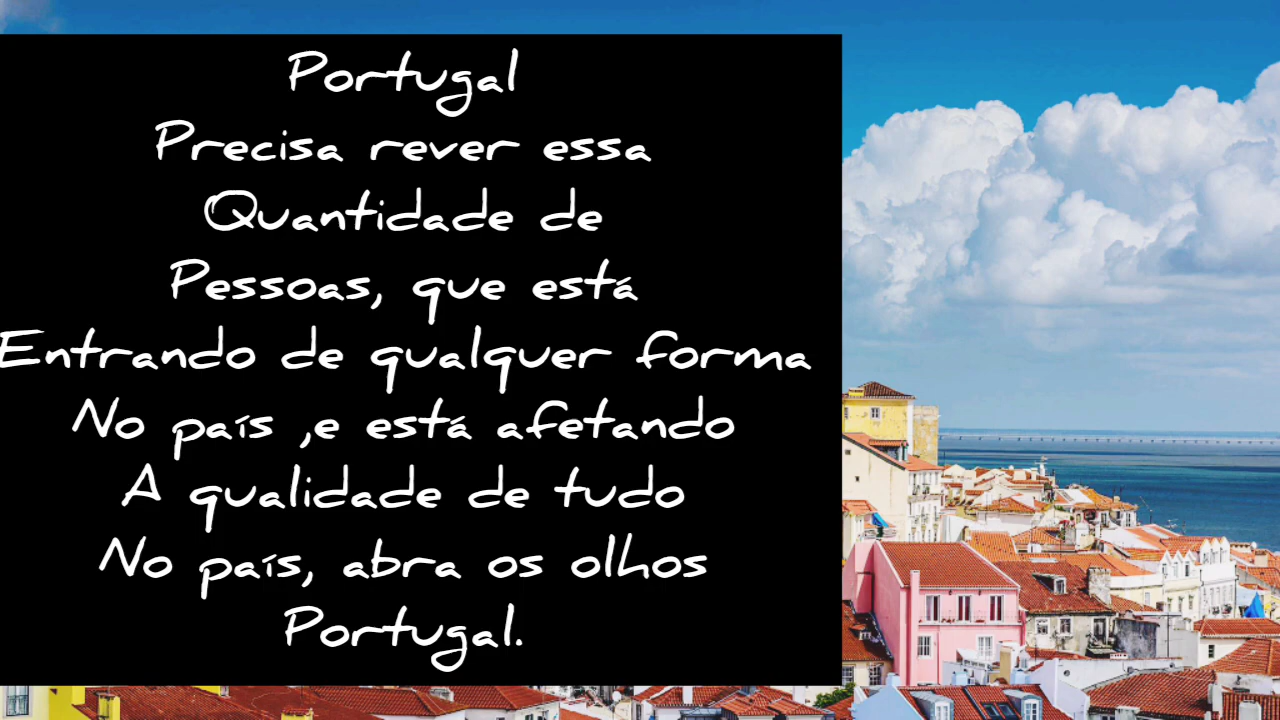 Portugal
Precisa rever essa
Quantidade de
Pessoas, que está
Entrando de qualquer forma
No país ,e está afetando
A qualidade de tudo
No país, abra os olhos
Portugal.